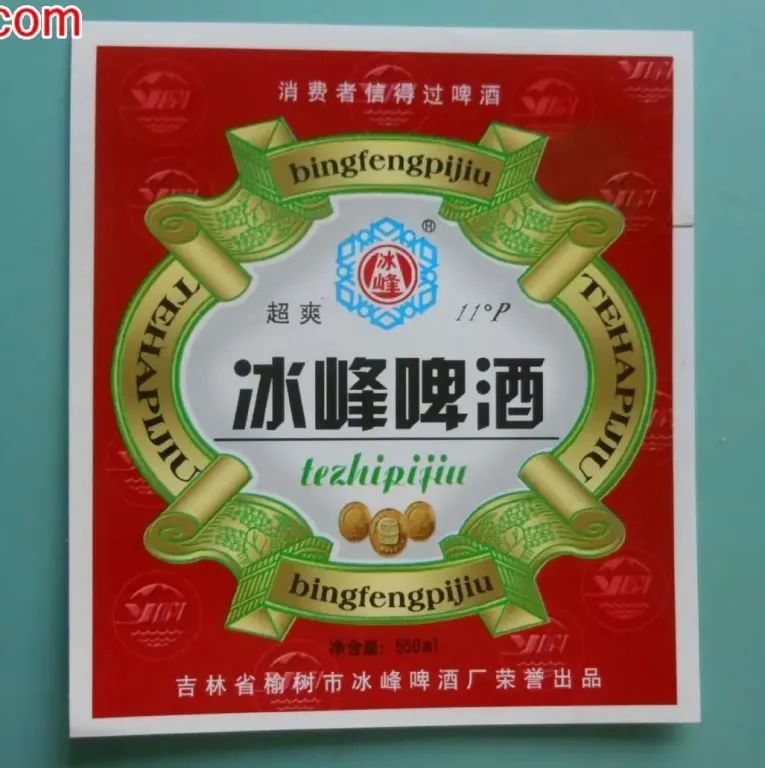 .com
消费者信得过啤酒
bingfengpijiu
®
冰峰
超爽
11°P
TEHAPIJIU
TEHAPIJIU
冰峰啤酒
tezhipijiu
bingfengpijiu
净含量: 550ml
吉林省榆树市冰峰啤酒厂荣誉出品